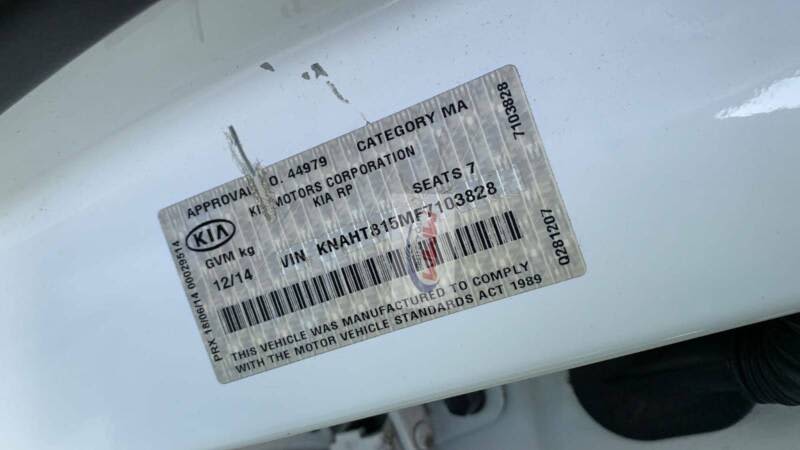 APPROVAL NO. 44979 CATEGORY MA
KIA MOTORS CORPORATION
KIA RP SEATS 7
KIA
GVM kg
12/14
VIN KNAHT815MF7103828
THIS VEHICLE WAS MANUFACTURED TO COMPLY
WITH THE MOTOR VEHICLE STANDARDS ACT 1989
PRX 18/06/14 00029514
7103828
0281207